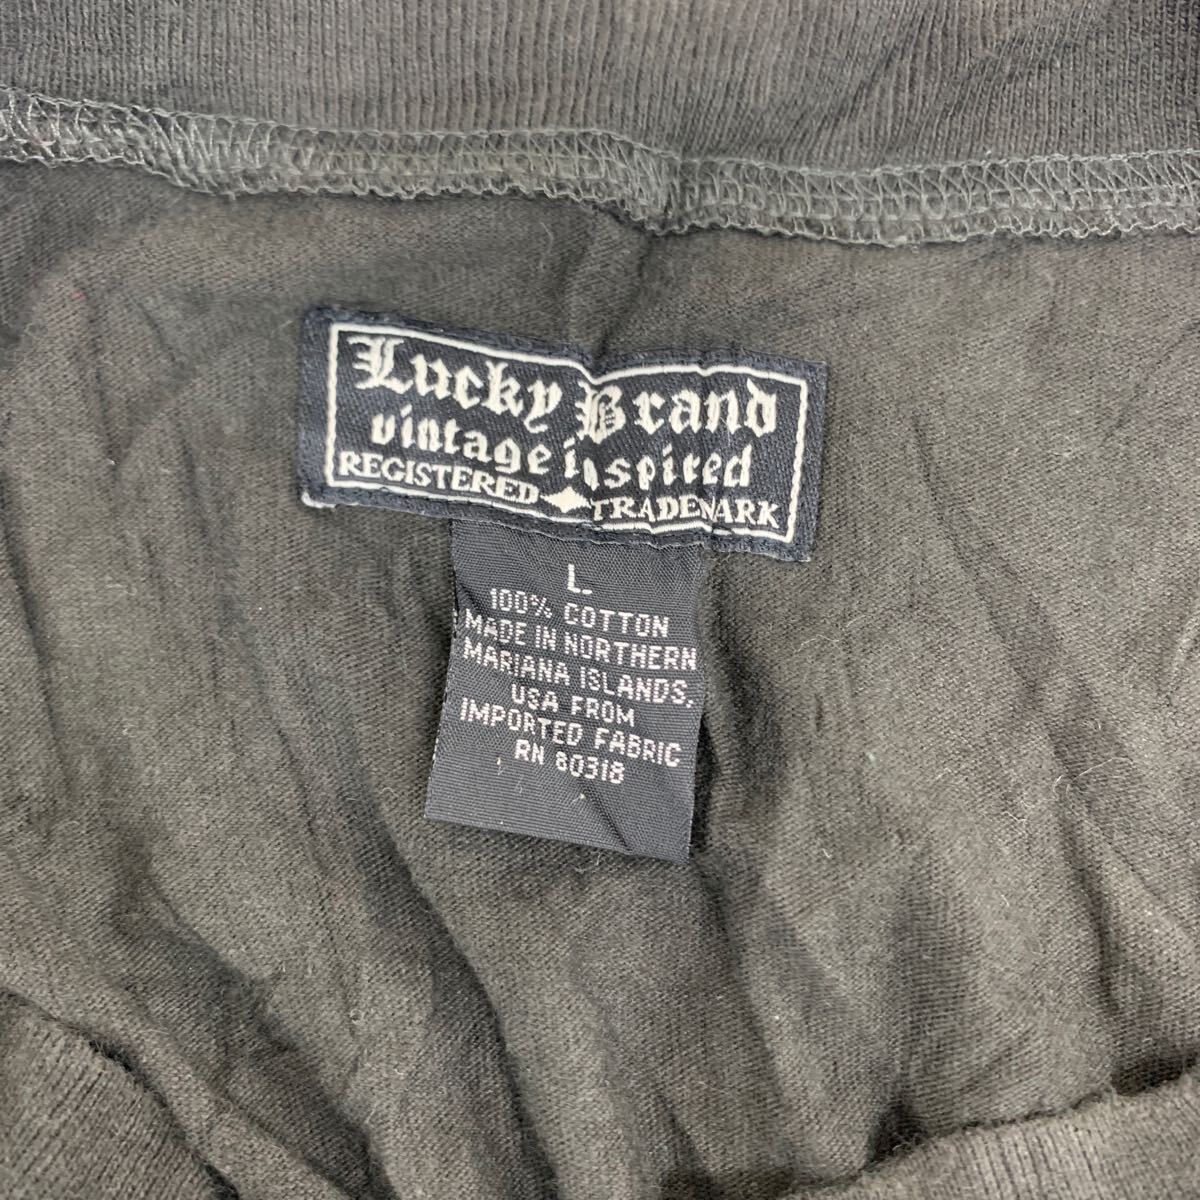 Lucky Brand
vintage inspired
REGISTERED TRADEMARK
L.
100% COTTON
MADE IN NORTHERN
MARIANA ISLANDS,
USA FROM
IMPORTED FABRIC
RN 80318